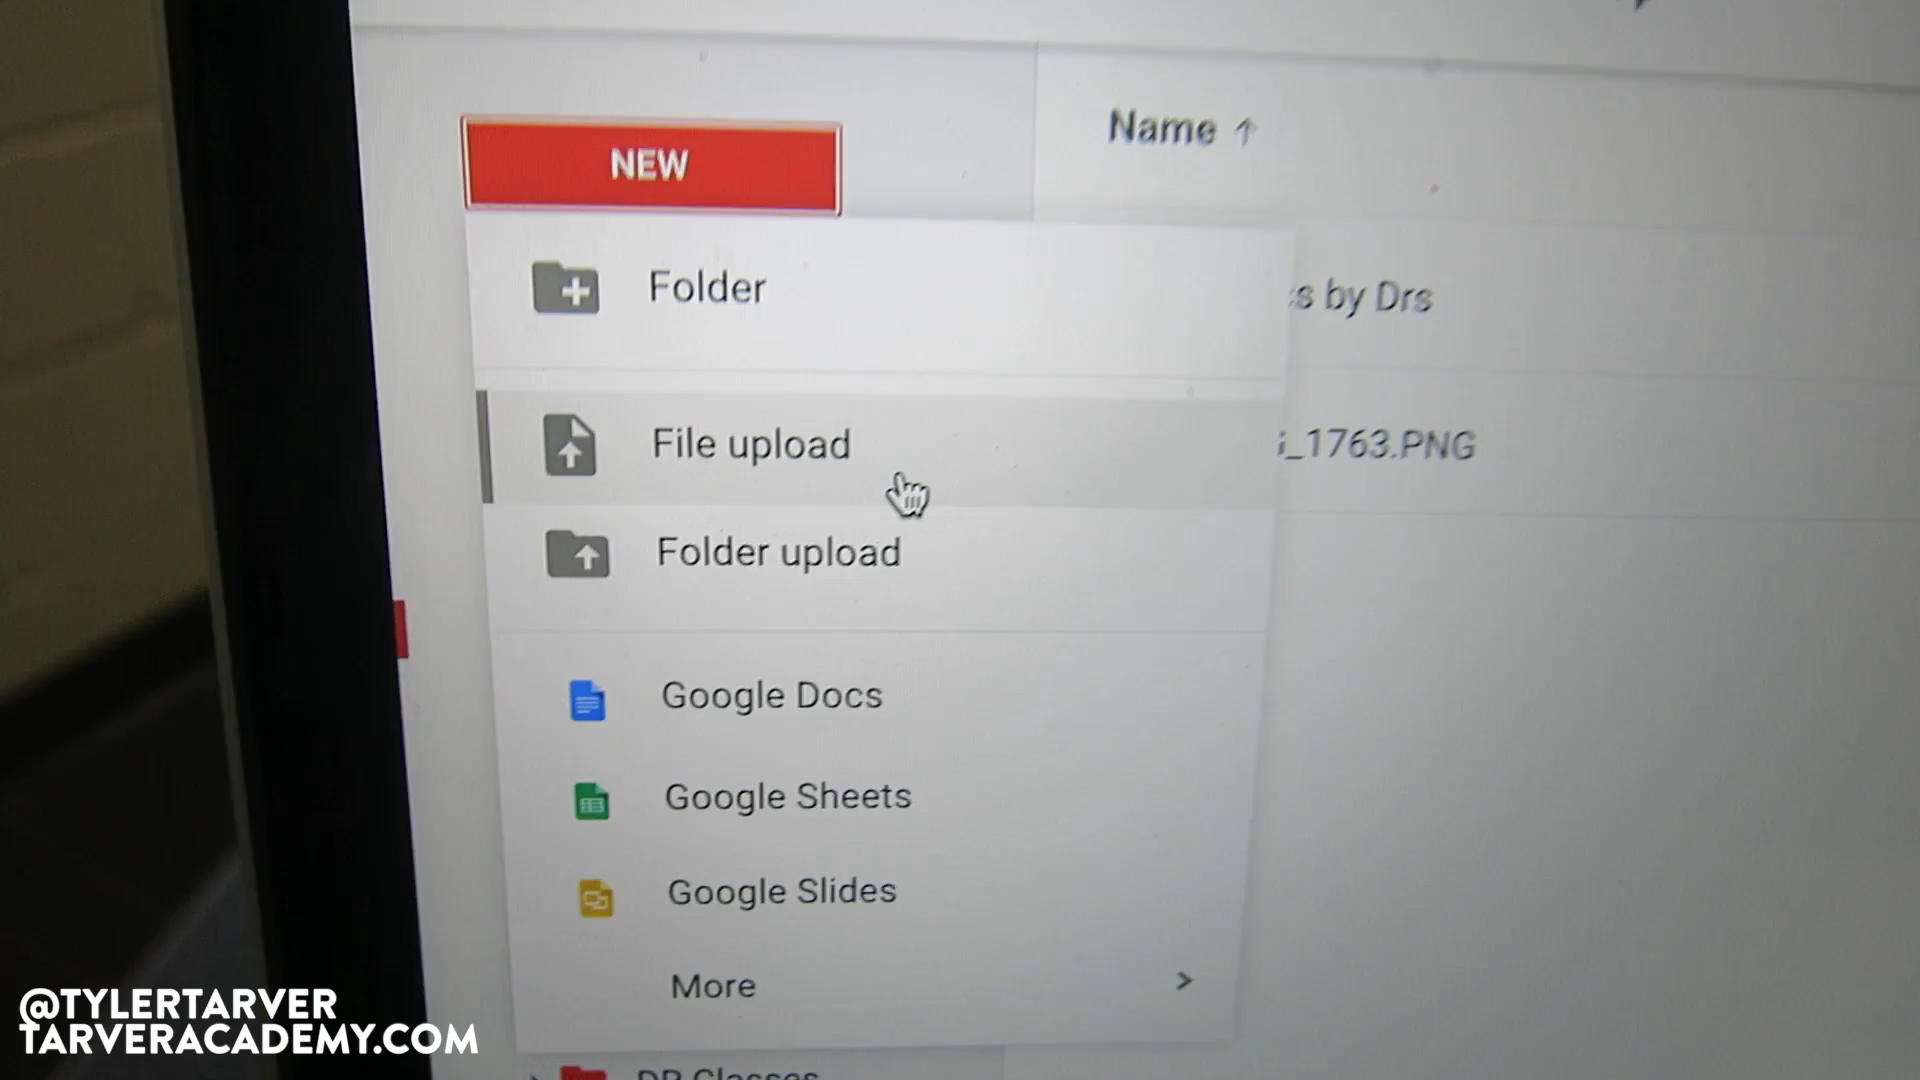 NEW
Name ↑
Folder
s by Drs
File upload
_1763.PNG
Folder upload
Google Docs
Google Sheets
Google Slides
More >
@TYLERTARVER
TARVERACADEMY.COM